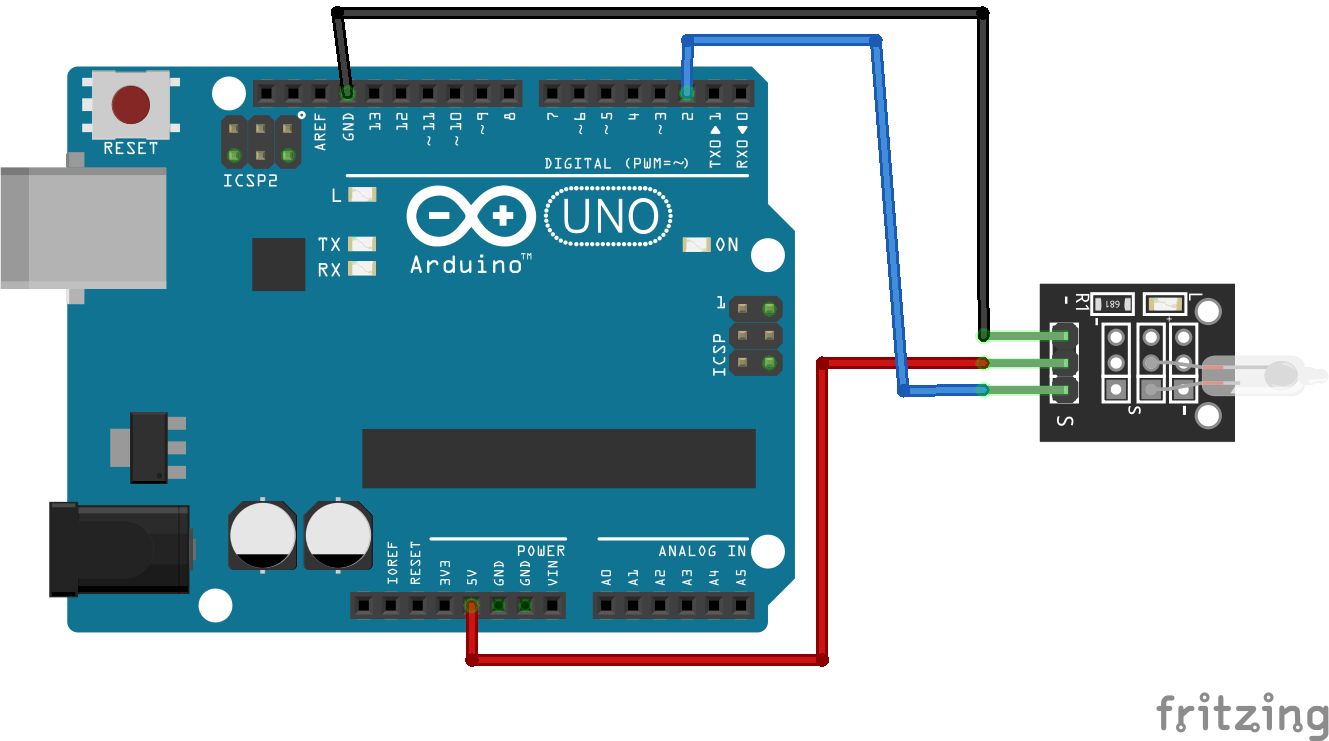 RESET
ICSP2
AREF
GND
13
12
~11
~10
~9
8
7
~6
~5
4
~3
2
TX0▶1
RX0◀0
DIGITAL (PWM=~)
L
TX
RX
- +
UNO
Arduino™
ON
1
ICSP
-
R1
681
L
-
+
S
-
S
IOREF
RESET
3V3
5V
GND
GND
VIN
POWER
ANALOG IN
A0
A1
A2
A3
A4
A5
fritzing